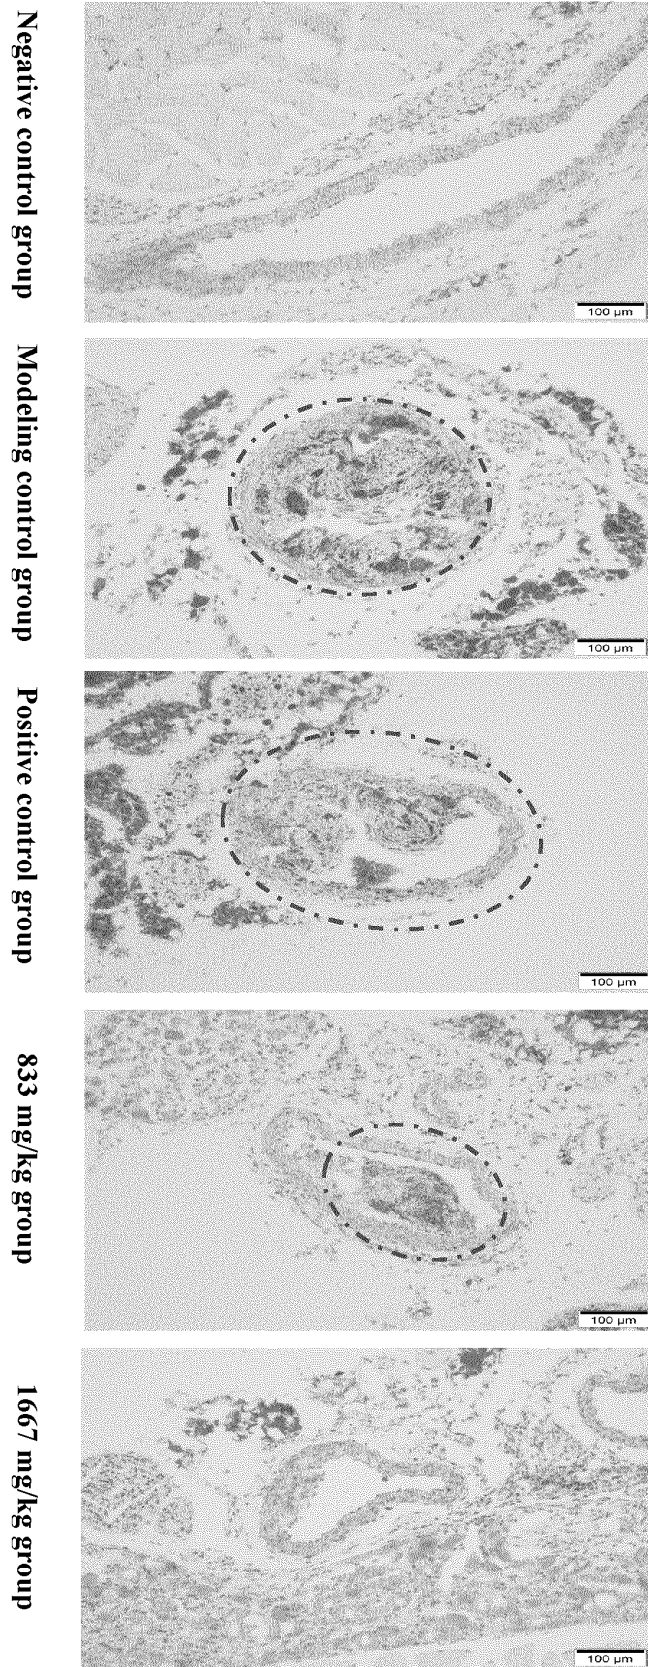 Negative control group
100 µm
Modeling control group
100 µm
Positive control group
100 µm
833 mg/kg group
100 µm
1667 mg/kg group
100 µm